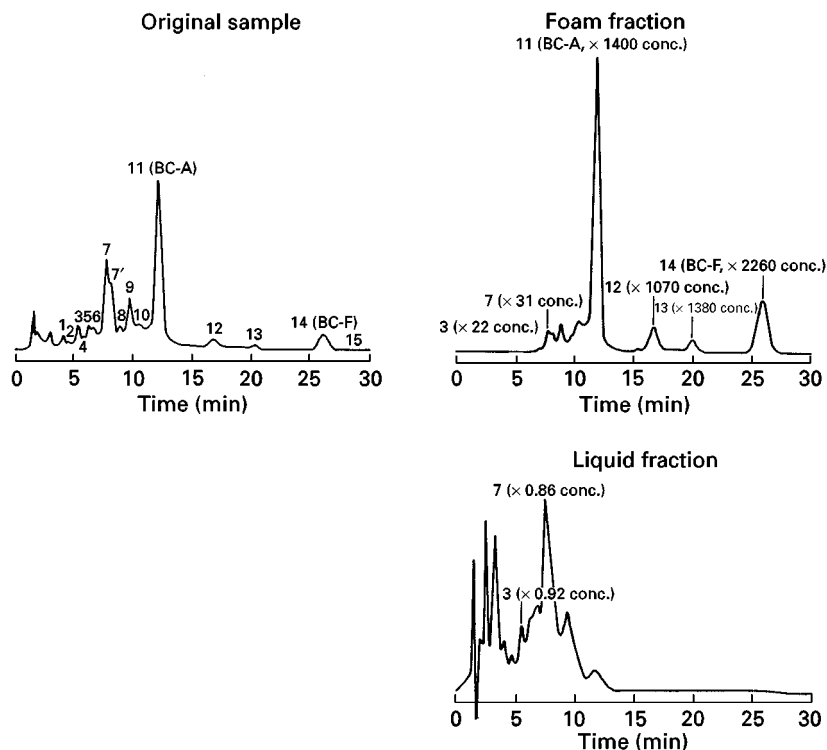 Original sample
11 (BC-A)
7
7′
9
1
2
3 5 6
4
8
10
12
13
14 (BC-F)
15
0 5 10 15 20 25 30
Time (min)
Foam fraction
11 (BC-A, × 1400 conc.)
14 (BC-F, × 2260 conc.)
12 (× 1070 conc.)
7 (× 31 conc.)
13 (× 1380 conc.)
3 (× 22 conc.)
0 5 10 15 20 25 30
Time (min)
Liquid fraction
7 (× 0.86 conc.)
3 (× 0.92 conc.)
0 5 10 15 20 25 30
Time (min)